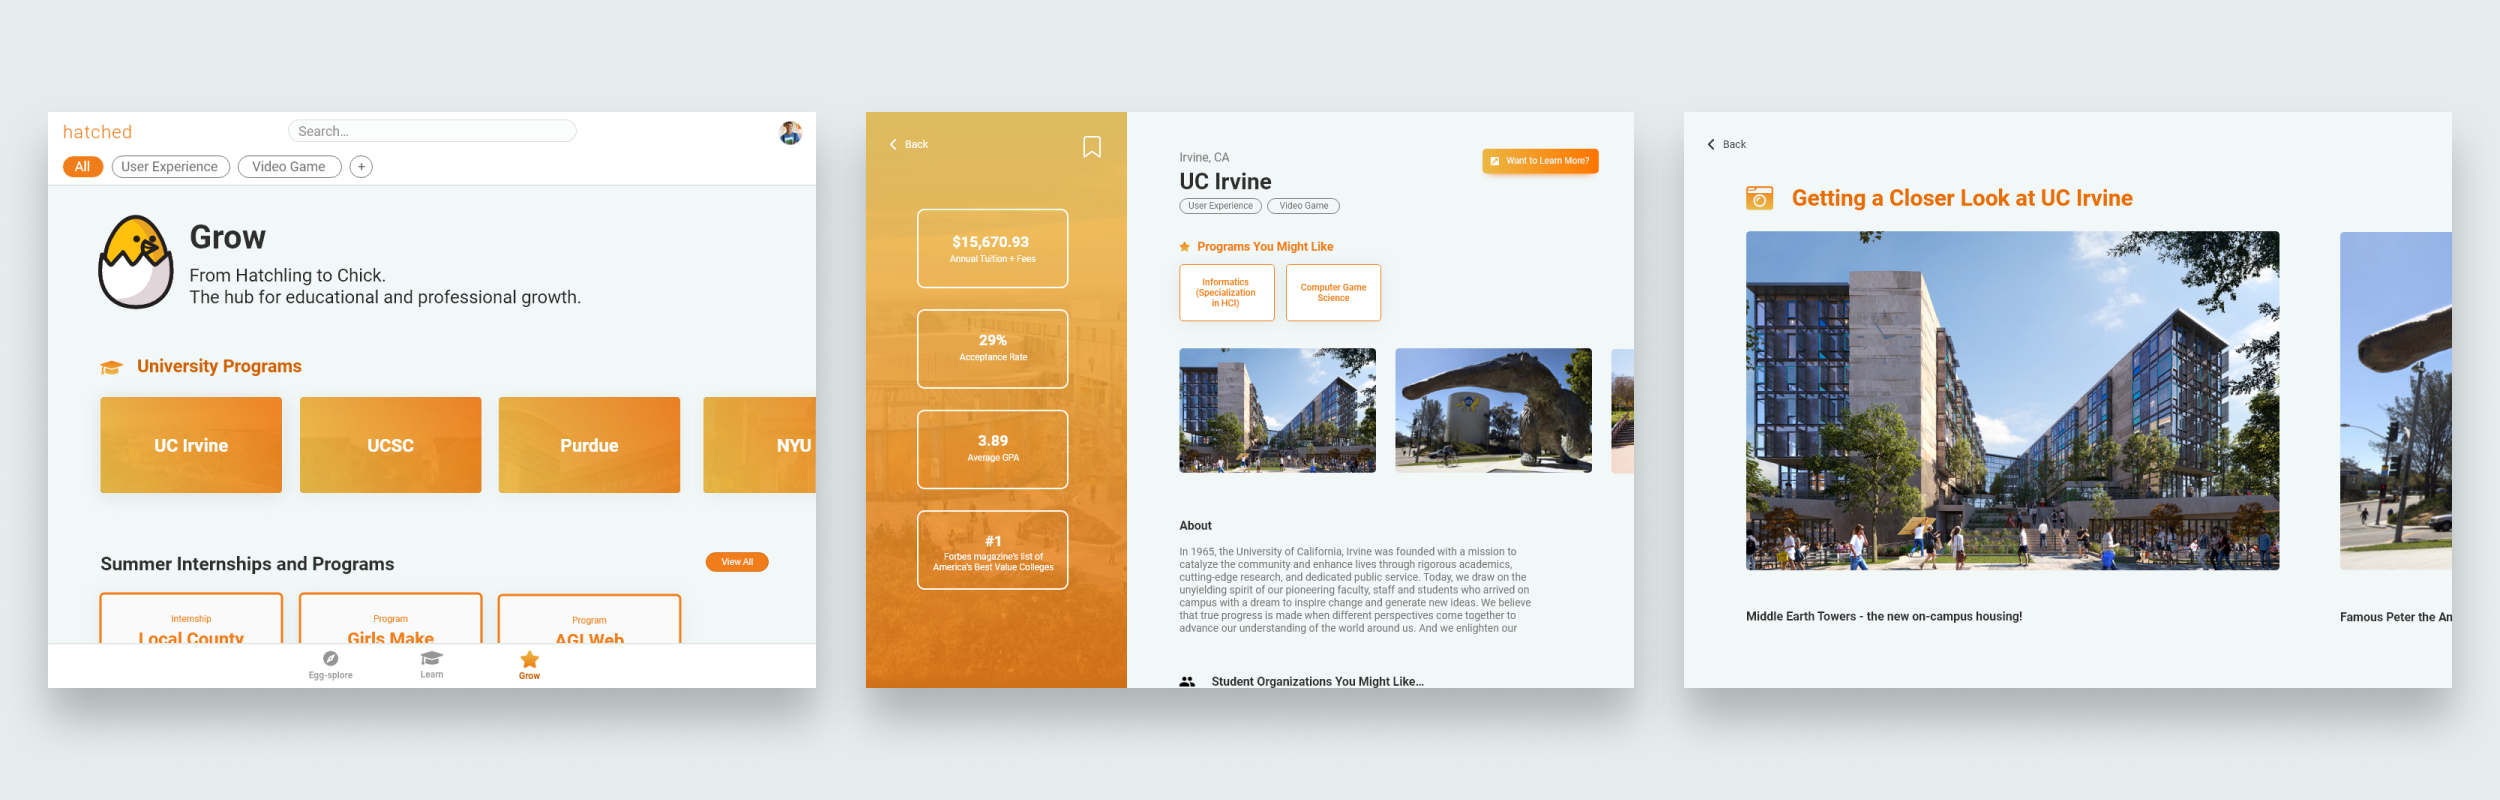 hatched
Search...
All
User Experience
Video Game
+
Grow
From Hatchling to Chick.
The hub for educational and professional growth.
University Programs
UC Irvine
UCSC
Purdue
NYU
Summer Internships and Programs
View All
Internship
Local County
Program
Girls Make
Program
AGI Web
Egg-splore
Learn
Grow
Back
$15,670.93
Annual Tuition + Fees
29%
Acceptance Rate
3.89
Average GPA
#1
Forbes magazine's list of
America's Best Value Colleges
Irvine, CA
UC Irvine
User Experience
Video Game
Want to Learn More?
Programs You Might Like
Informatics
(Specialization
in HCI)
Computer Game
Science
About
In 1965, the University of California, Irvine was founded with a mission to
catalyze the community and enhance lives through rigorous academics,
cutting-edge research, and dedicated public service. Today, we draw on the
unyielding spirit of our pioneering faculty, staff and students who arrived on
campus with a dream to inspire change and generate new ideas. We believe
that true progress is made when different perspectives come together to
advance our understanding of the world around us. And we enlighten our
Student Organizations You Might Like...
Back
Getting a Closer Look at UC Irvine
Middle Earth Towers - the new on-campus housing!
Famous Peter the An